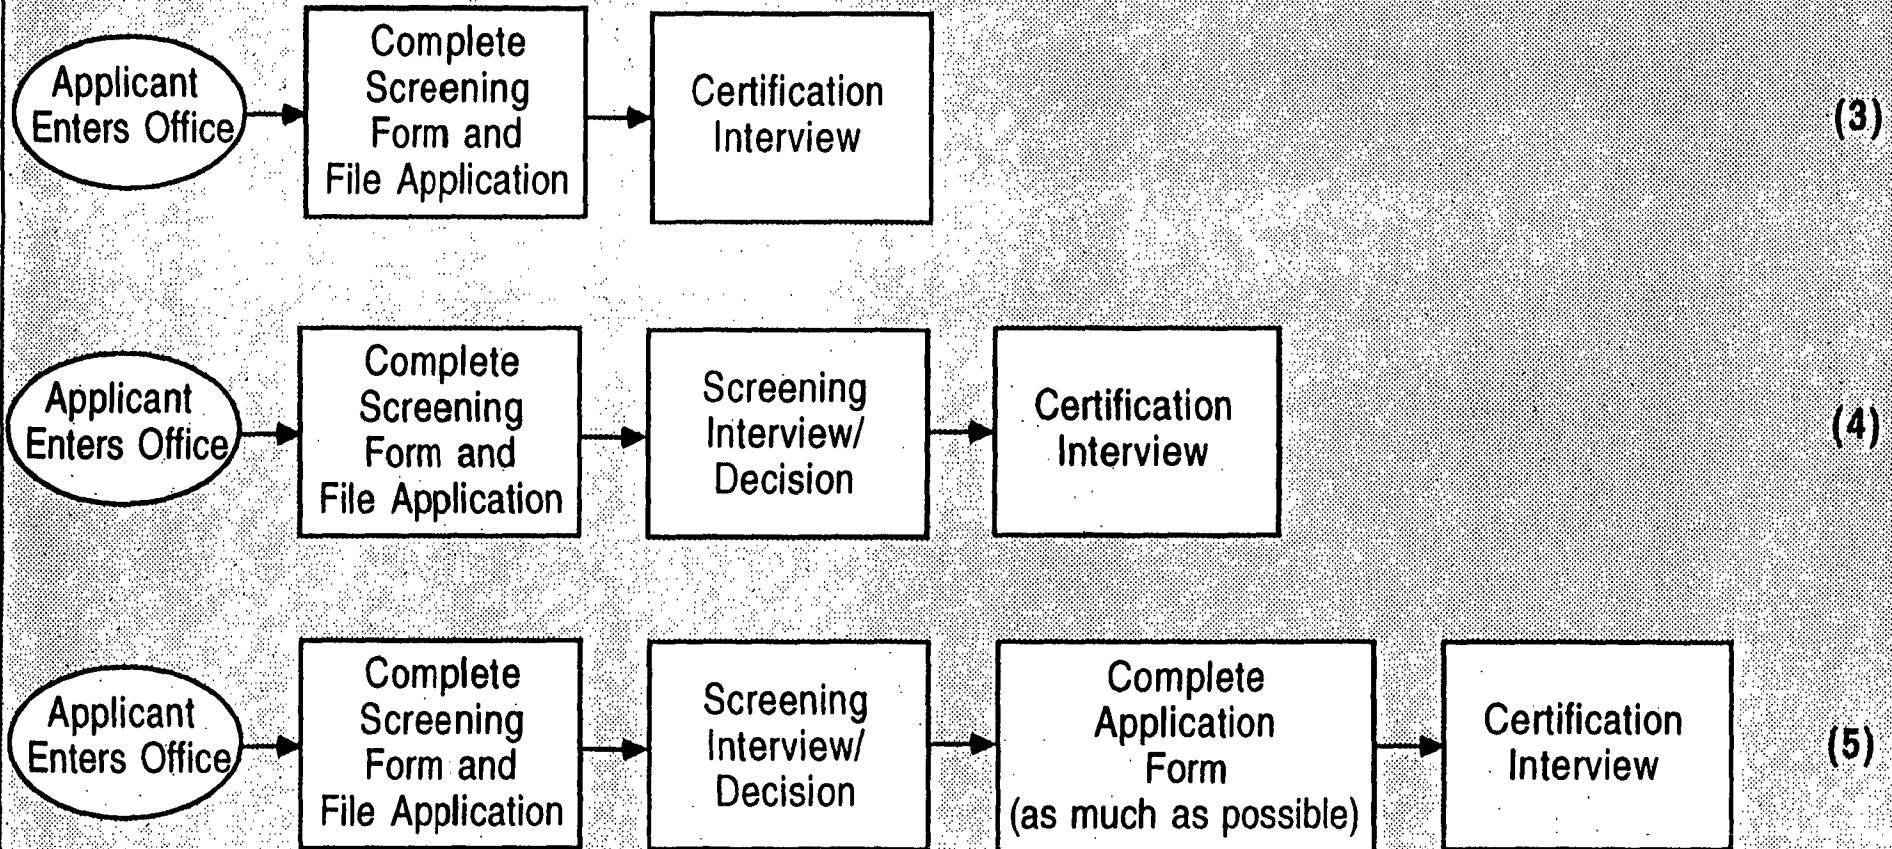 Applicant
Enters Office
Complete
Screening
Form and
File Application
Certification
Interview
(3)
Applicant
Enters Office
Complete
Screening
Form and
File Application
Screening
Interview/
Decision
Certification
Interview
(4)
Applicant
Enters Office
Complete
Screening
Form and
File Application
Screening
Interview/
Decision
Complete
Application
Form
(as much as possible)
Certification
Interview
(5)